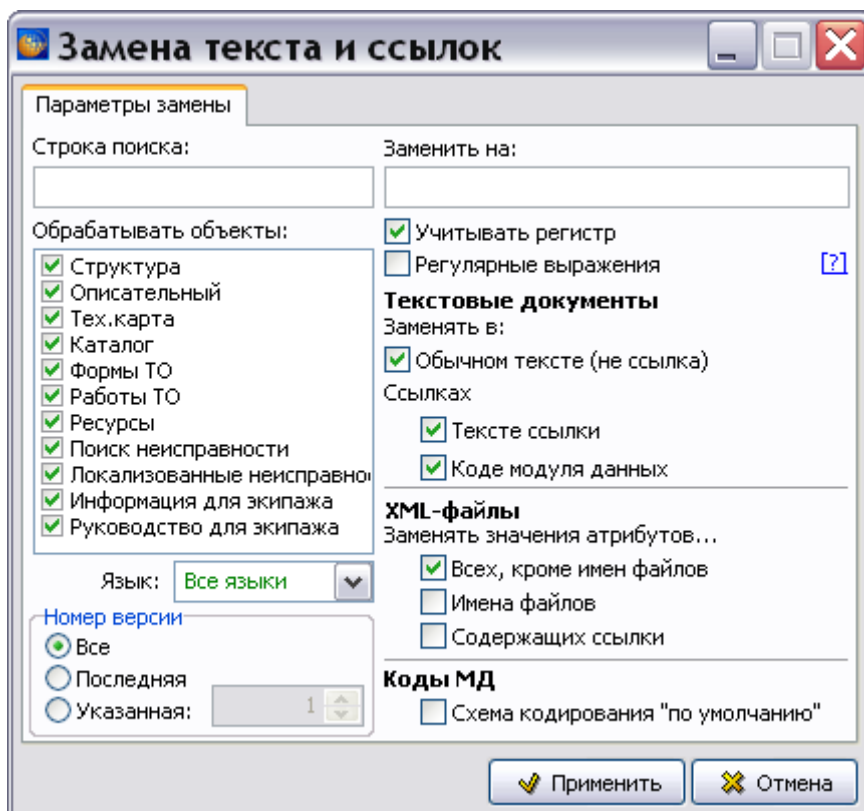 Замена текста и ссылок
Параметры замены
Строка поиска:
Заменить на:
Обрабатывать объекты:
Структура
Описательный
Тех.карта
Каталог
Формы ТО
Работы ТО
Ресурсы
Поиск неисправности
Локализованные неисправно
Информация для экипажа
Руководство для экипажа
Язык: Все языки
Номер версии
Все
Последняя
Указанная: 1
Учитывать регистр
Регулярные выражения [?]
Текстовые документы
Заменять в:
Обычном тексте (не ссылка)
Ссылках
Тексте ссылки
Коде модуля данных
XML-файлы
Заменять значения атрибутов...
Всех, кроме имен файлов
Имена файлов
Содержащих ссылки
Коды МД
Схема кодирования "по умолчанию"
Применить
Отмена